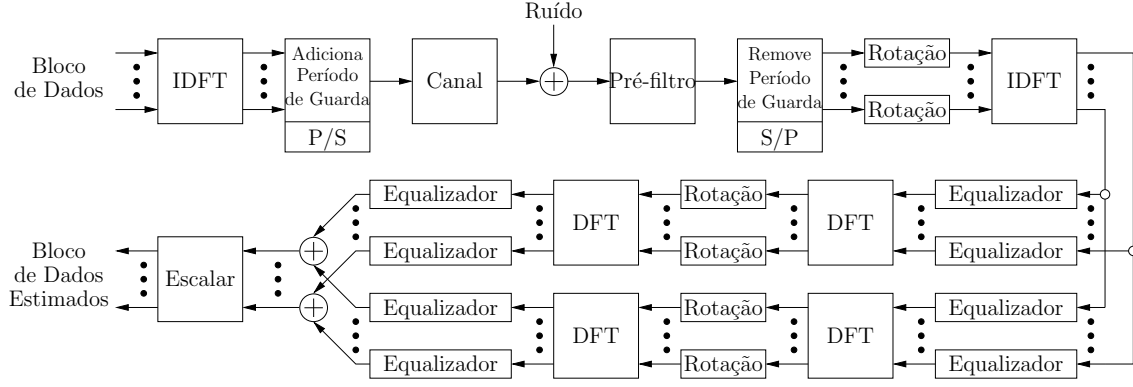 Ruído
Bloco
de Dados
IDFT
Adiciona
Período
de Guarda
P/S
Canal
+
Pré-filtro
Remove
Período
de Guarda
S/P
Rotação
Rotação
IDFT
Equalizador
DFT
Rotação
DFT
Equalizador
Equalizador
Rotação
Equalizador
Bloco
de Dados
Estimados
Escalar
+
+
Equalizador
DFT
Rotação
DFT
Equalizador
Equalizador
Rotação
Equalizador